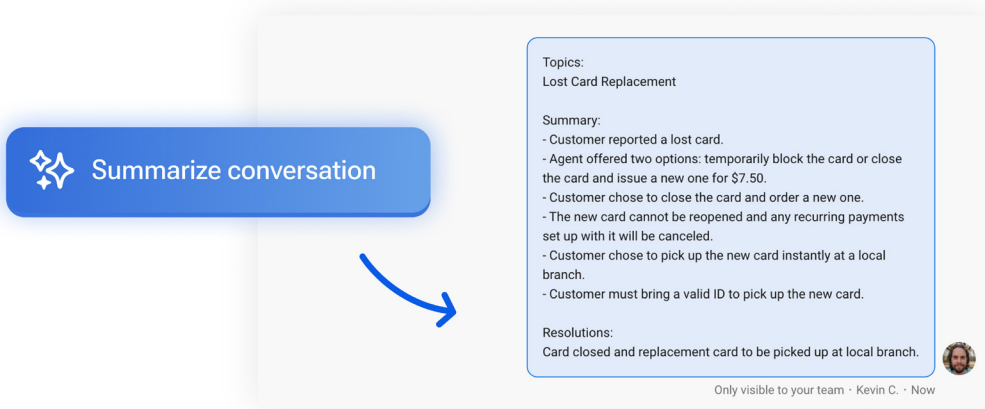 Summarize conversation
Topics:
Lost Card Replacement
Summary:
- Customer reported a lost card.
- Agent offered two options: temporarily block the card or close
the card and issue a new one for $7.50.
- Customer chose to close the card and order a new one.
- The new card cannot be reopened and any recurring payments
set up with it will be canceled.
- Customer chose to pick up the new card instantly at a local
branch.
- Customer must bring a valid ID to pick up the new card.
Resolutions:
Card closed and replacement card to be picked up at local branch.
Only visible to your team · Kevin C. · Now